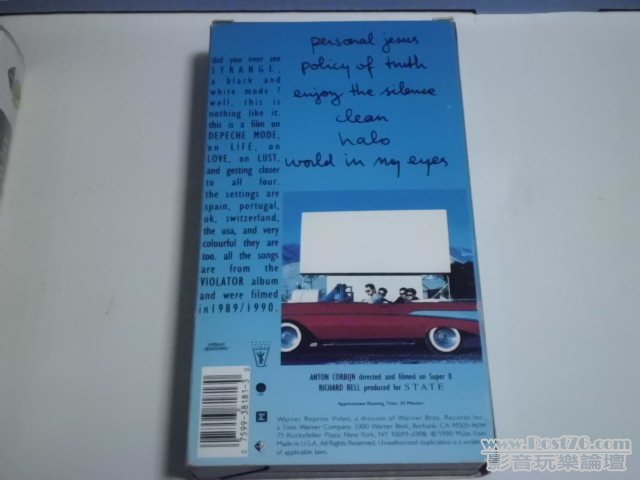 personal jesus
policy of truth
enjoy the silence
clean
halo
world in my eyes
did you ever see
STRANGE,
a black and
white mode ?
well, this is
nothing like it.
this is a film on
DEPECHE MODE,
on LIFE, on
LOVE, on LUST,
and getting closer
to all four.
the settings are
spain, portugal,
uk, switzerland,
the usa, and very
colourful they are
too. all the songs
are from the
VIOLATOR album
and were filmed
in 1989/1990.
ANTON CORBIJN directed and filmed on Super 8
RICHARD BELL produced for STATE
Approximate Running Time: 32 Minutes
Warner Reprise Video, a division of Warner Bros. Records Inc.,
a Time Warner Company. 3300 Warner Blvd., Burbank, CA 91505-4694
75 Rockefeller Plaza, New York, NY 10019-6908. © 1990 Mute Film.
Made in U.S.A. All Rights Reserved. Unauthorized duplication is a violation
of applicable laws.
0 7599-38181-3 0
H
www.Post76.com
影音玩樂論壇